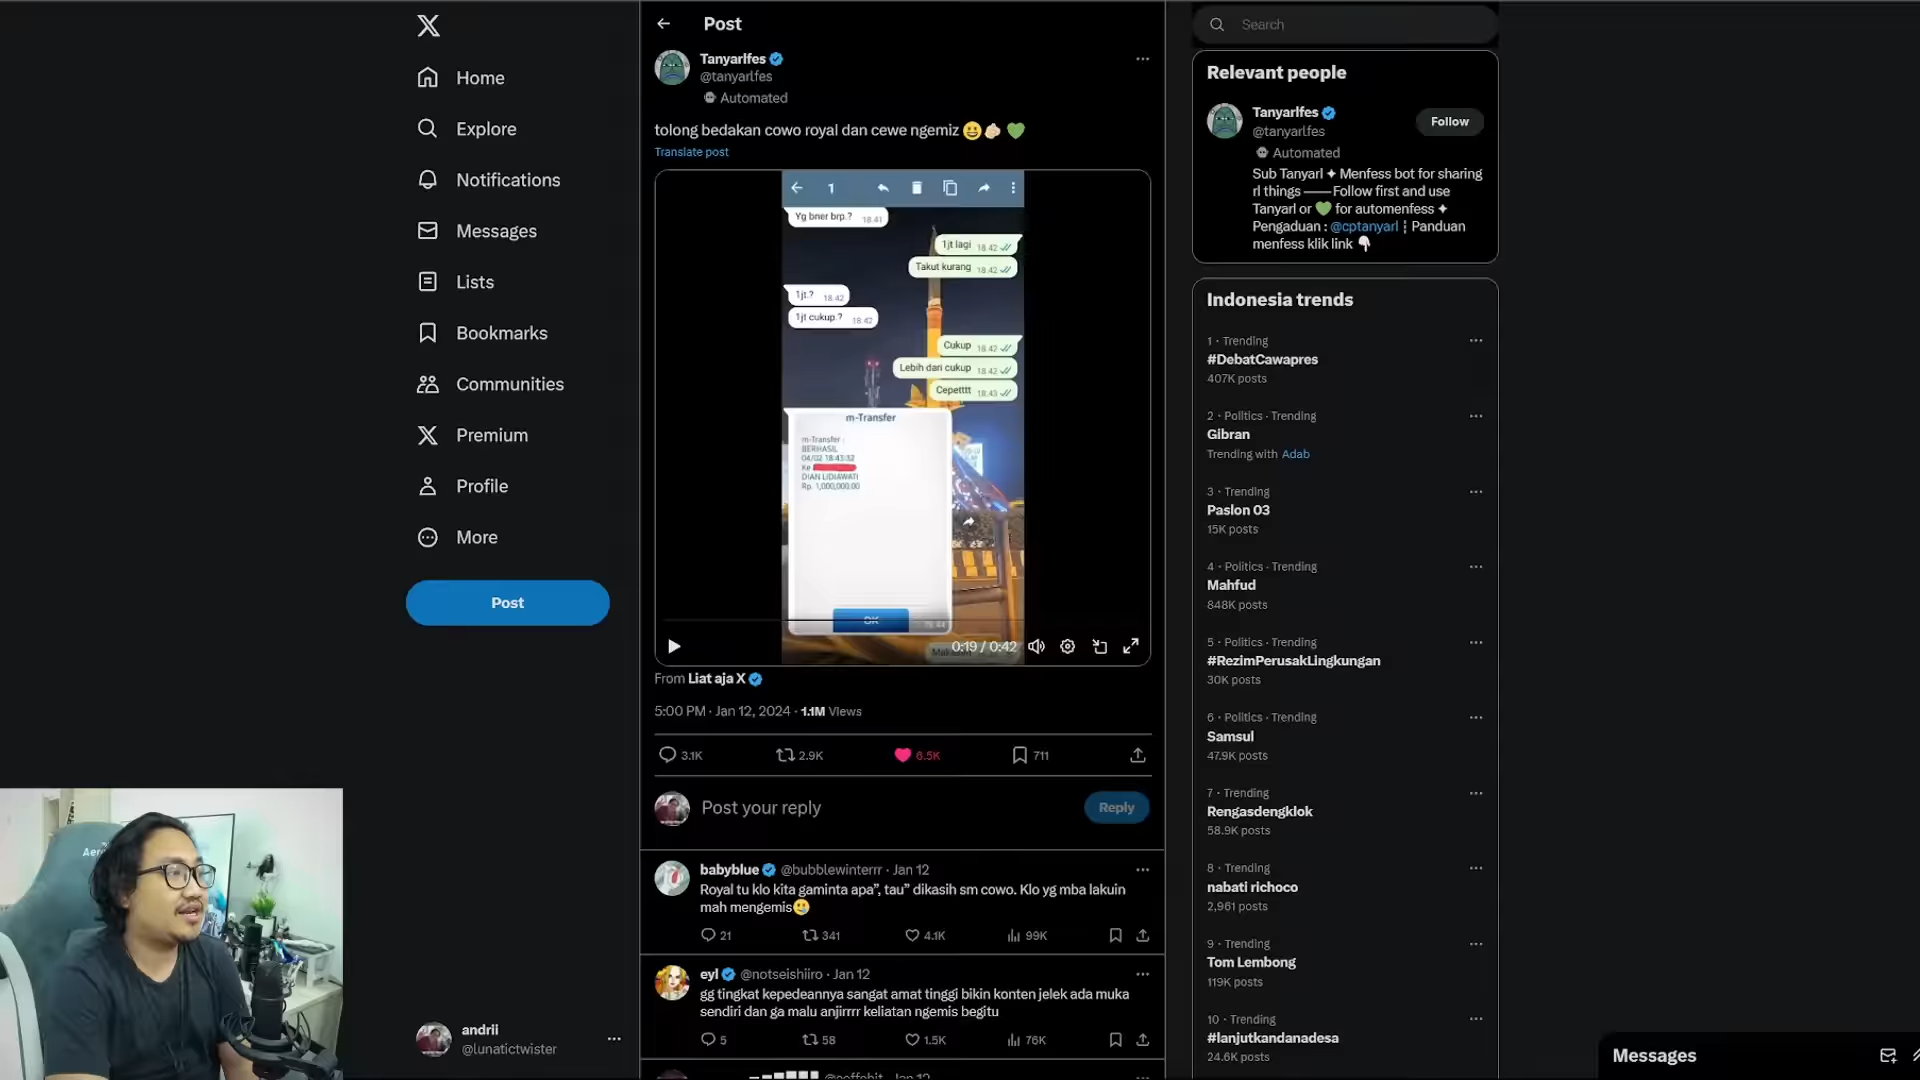 Home
Explore
Notifications
Messages
Lists
Bookmarks
Communities
Premium
Profile
More
Post
andrii
@lunatictwister
Post
Tanyarlfes
@tanyarlfes
Automated
tolong bedakan cowo royal dan cewe ngemiz
Translate post
1
Yg bner brp.? 18.41
1jt lagi 18.42
Takut kurang 18.42
1jt.? 18.42
1jt cukup.? 18.42
Cukup 18.42
Lebih dari cukup 18.42
Cepetttt 18.43
m-Transfer
m-Transfer :
BERHASIL
04/02 18:43:32
Ke
DIAN LIDIAWATI
Rp. 1,000,000.00
OK
0:19 / 0:42
From Liat aja X
5:00 PM · Jan 12, 2024 · 1.1M Views
3.1K 2.9K 6.5K 711
Post your reply
Reply
babyblue @bubblewinterrr · Jan 12
Royal tu klo kita gaminta apa”, tau” dikasih sm cowo. Klo yg mba lakuin
mah mengemis
21 341 4.1K 99K
eyl @notseishiiro · Jan 12
gg tingkat kepedeannya sangat amat tinggi bikin konten jelek ada muka
sendiri dan ga malu anjirrrr keliatan ngemis begitu
5 58 1.5K 76K
Search
Relevant people
Tanyarlfes
@tanyarlfes
Follow
Automated
Sub Tanyarl ✦ Menfess bot for sharing
rl things ─── Follow first and use
Tanyarl or 💚 for automenfess ✦
Pengaduan : @cptanyarl ¦ Panduan
menfess klik link
Indonesia trends
1 · Trending
#DebatCawapres
407K posts
2 · Politics · Trending
Gibran
Trending with Adab
3 · Trending
Paslon 03
15K posts
4 · Politics · Trending
Mahfud
848K posts
5 · Politics · Trending
#RezimPerusakLingkungan
30K posts
6 · Politics · Trending
Samsul
47.9K posts
7 · Trending
Rengasdengklok
58.9K posts
8 · Trending
nabati richoco
2,961 posts
9 · Trending
Tom Lembong
119K posts
10 · Trending
#lanjutkandanadesa
24.6K posts
Messages